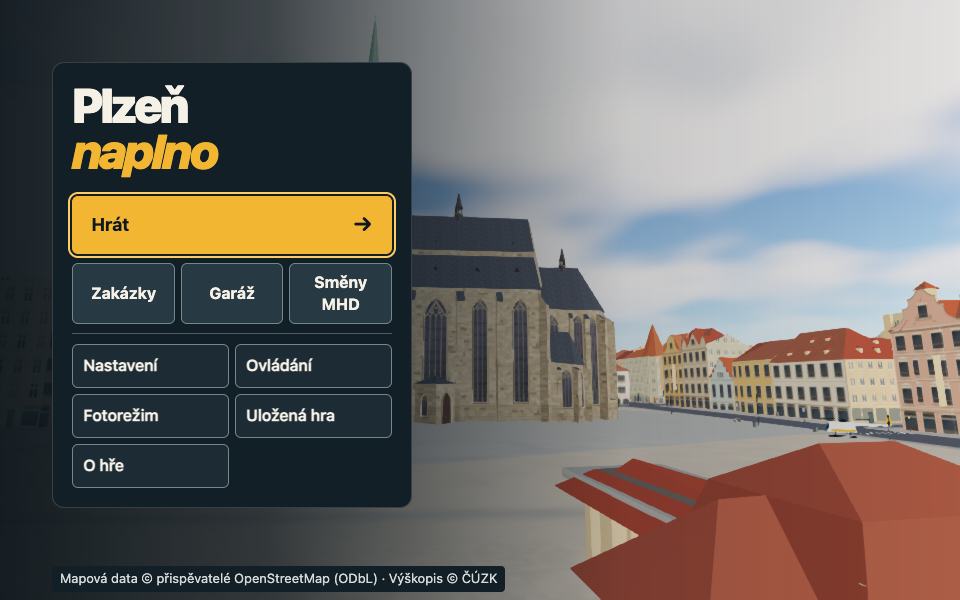 Plzeň
naplno
Hrát
Zakázky
Garáž
Směny
MHD
Nastavení
Ovládání
Fotorežim
Uložená hra
O hře
Mapová data © přispěvatelé OpenStreetMap (ODbL) · Výškopis © ČÚZK